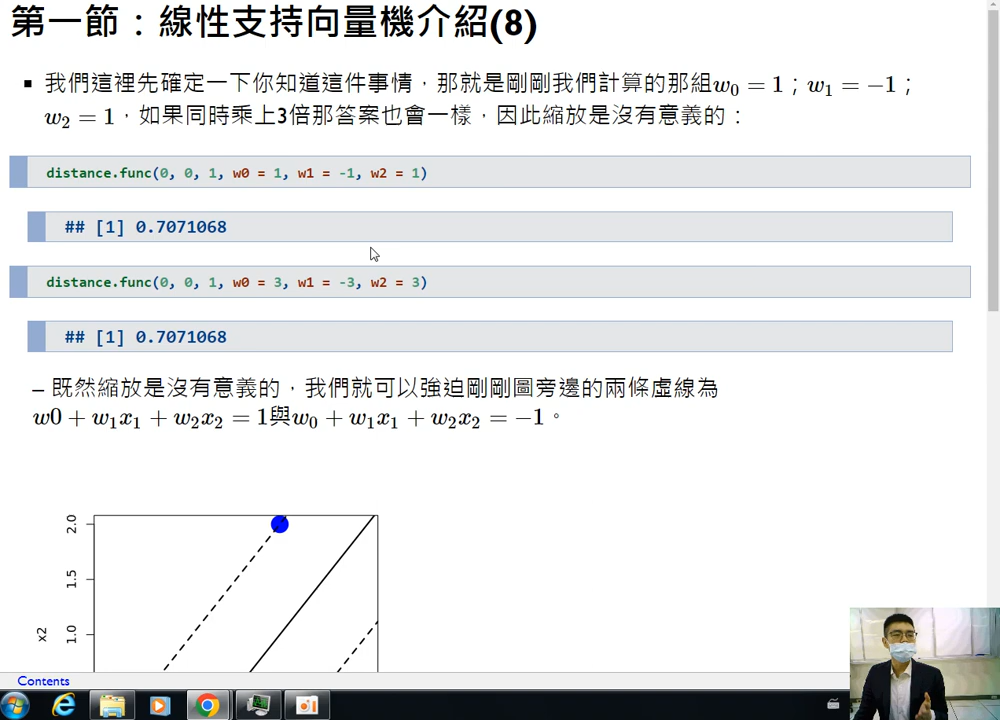 第一節：線性支持向量機介紹(8)
▪ 我們這裡先確定一下你知道這件事情，那就是剛剛我們計算的那組w₀ = 1；w₁ = −1；
w₂ = 1，如果同時乘上3倍那答案也會一樣，因此縮放是沒有意義的：
distance.func(0, 0, 1, w0 = 1, w1 = -1, w2 = 1)
## [1] 0.7071068
distance.func(0, 0, 1, w0 = 3, w1 = -3, w2 = 3)
## [1] 0.7071068
– 既然縮放是沒有意義的，我們就可以強迫剛剛圖旁邊的兩條虛線為
w0 + w₁x₁ + w₂x₂ = 1與w₀ + w₁x₁ + w₂x₂ = −1。
2.0
1.5
1.0
x2
Contents